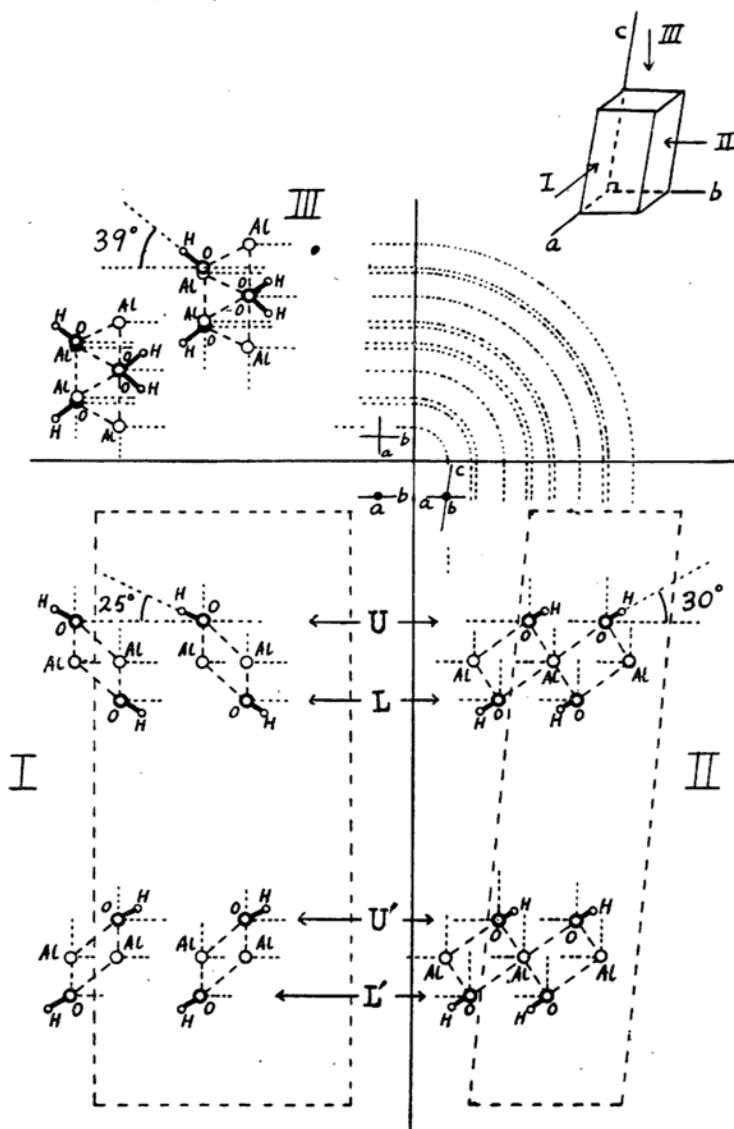 c III
II
I b
a
III
39° H O Al
Al O H
H Al O H
H O Al Al H O Al
Al O H
Al O H
H O Al
b
a
c
a b a b
H 25° H O U H H 30°
O O O
Al Al Al Al Al Al Al
L
O H O H H O H O
I II
O H O H U' O H O H
Al Al Al Al Al Al Al
H O H O L' H O H O